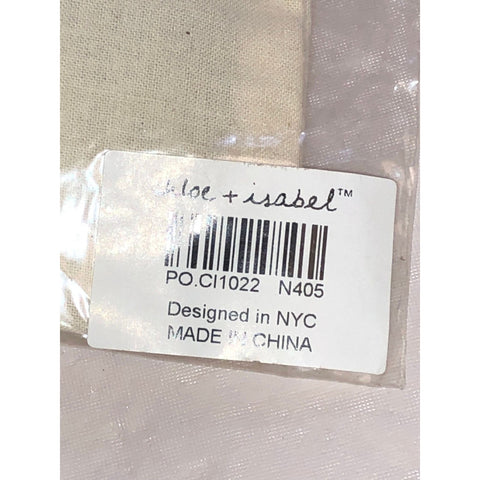 chloe + isabel™
PO.CI1022 N405
Designed in NYC
MADE IN CHINA